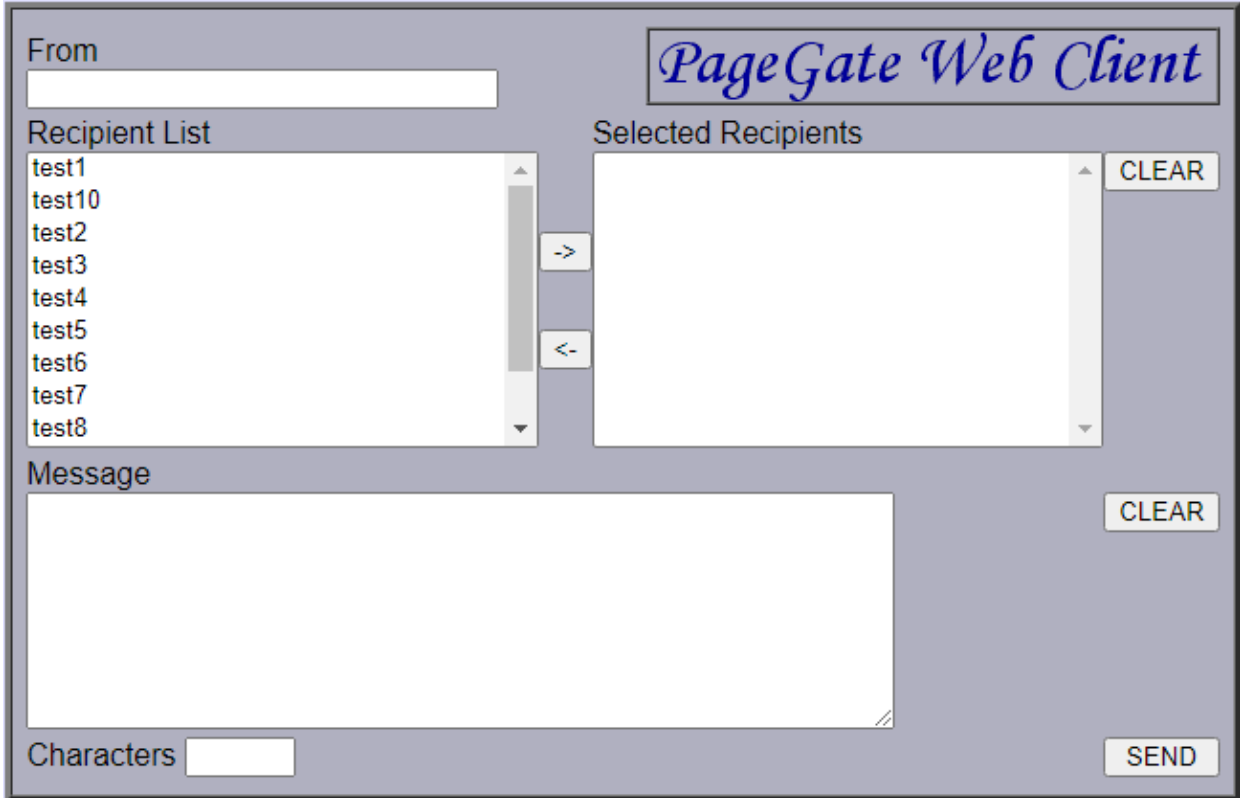 From
PageGate Web Client
Recipient List
Selected Recipients
test1
test10
test2
test3
test4
test5
test6
test7
test8
->
<-
CLEAR
Message
CLEAR
Characters
SEND